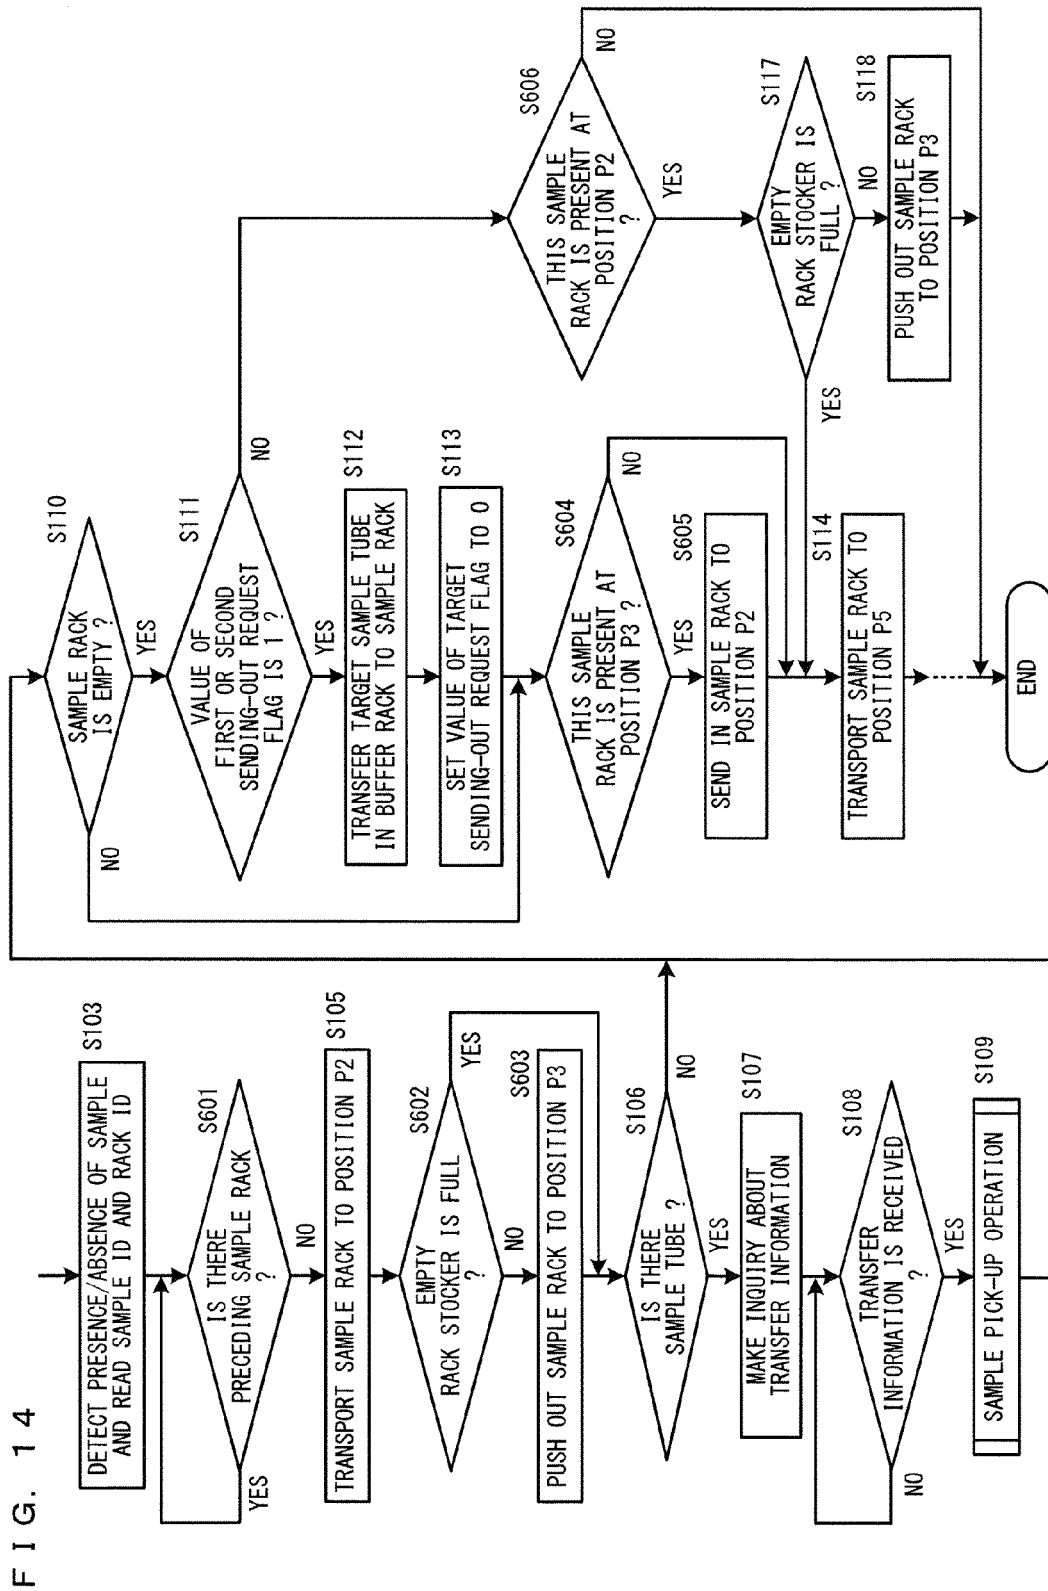 FIG. 14
DETECT PRESENCE/ABSENCE OF SAMPLE
AND READ SAMPLE ID AND RACK ID
S103
IS THERE
PRECEDING SAMPLE RACK
?
S601
YES
NO
TRANSPORT SAMPLE RACK TO POSITION P2
S105
EMPTY
RACK STOCKER IS FULL
?
S602
YES
NO
PUSH OUT SAMPLE RACK TO POSITION P3
S603
IS THERE
SAMPLE TUBE ?
S106
NO
YES
MAKE INQUIRY ABOUT
TRANSFER INFORMATION
S107
TRANSFER
INFORMATION IS RECEIVED
?
S108
NO
YES
SAMPLE PICK-UP OPERATION
S109
SAMPLE RACK
IS EMPTY ?
S110
NO
YES
VALUE OF
FIRST OR SECOND
SENDING-OUT REQUEST
FLAG IS 1 ?
S111
NO
YES
TRANSFER TARGET SAMPLE TUBE
IN BUFFER RACK TO SAMPLE RACK
S112
SET VALUE OF TARGET
SENDING-OUT REQUEST FLAG TO 0
S113
THIS SAMPLE
RACK IS PRESENT AT
POSITION P3 ?
S604
NO
YES
SEND IN SAMPLE RACK TO
POSITION P2
S605
TRANSPORT SAMPLE RACK TO
POSITION P5
S114
THIS SAMPLE
RACK IS PRESENT AT
POSITION P2
?
S606
NO
YES
EMPTY
RACK STOCKER IS
FULL ?
S117
YES
NO
PUSH OUT SAMPLE RACK
TO POSITION P3
S118
END